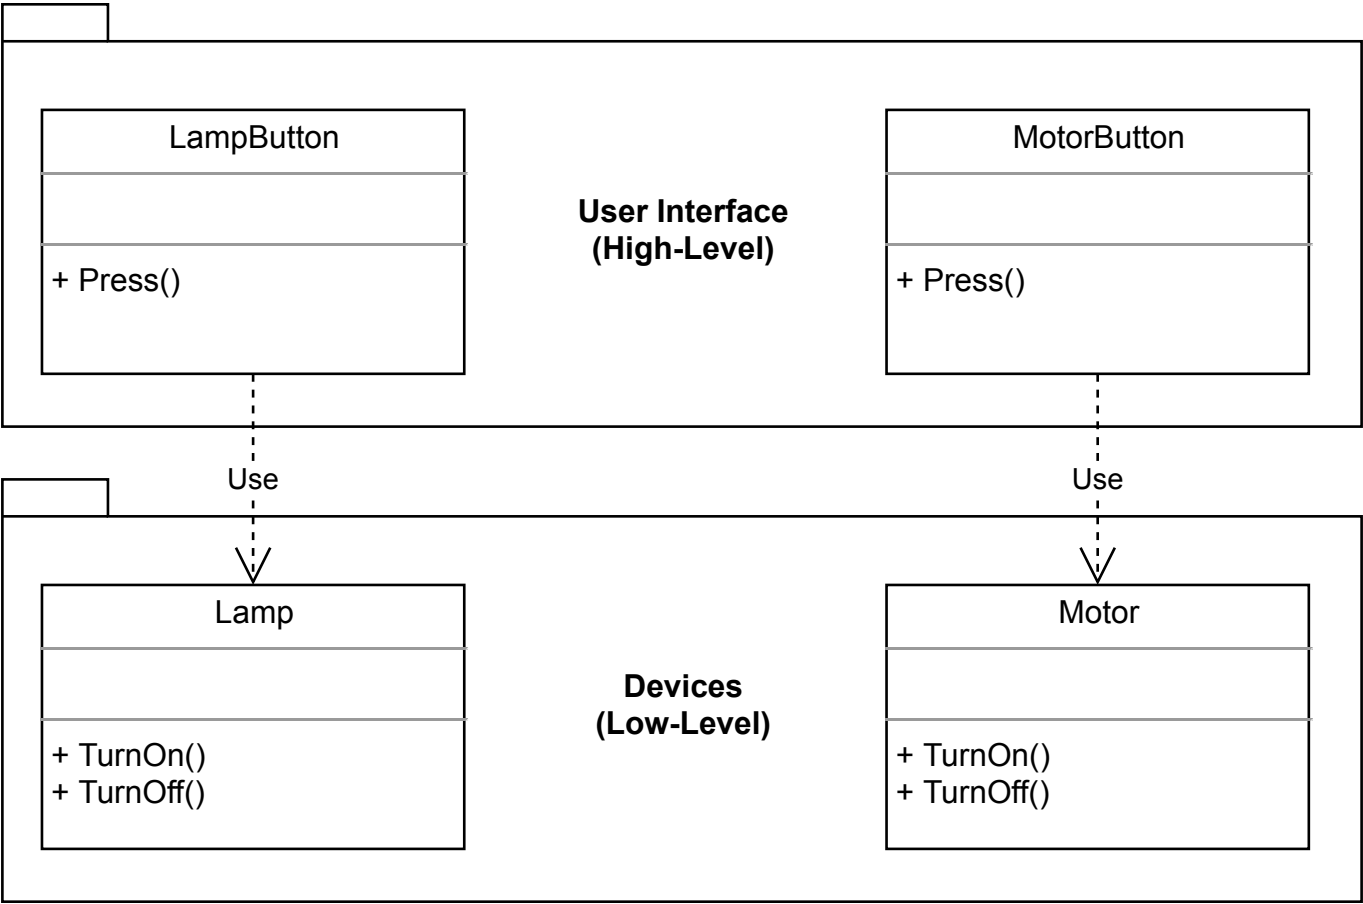 LampButton
MotorButton
User Interface
(High-Level)
+ Press()
+ Press()
Use
Use
Lamp
Motor
Devices
(Low-Level)
+ TurnOn()
+ TurnOff()
+ TurnOn()
+ TurnOff()